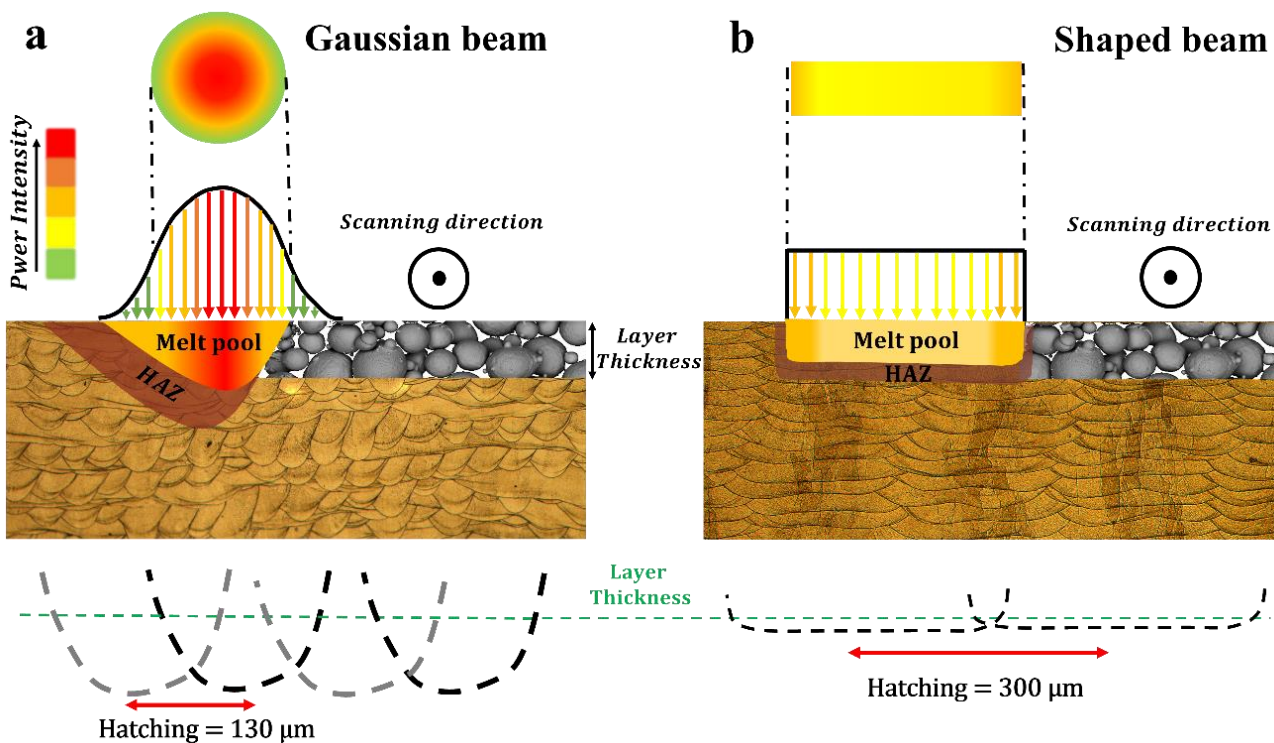 a
Gaussian beam
Pwer Intensity
Scanning direction
Melt pool
HAZ
Layer
Thickness
b
Shaped beam
Scanning direction
Melt pool
HAZ
Layer
Thickness
Hatching = 130 μm
Hatching = 300 μm